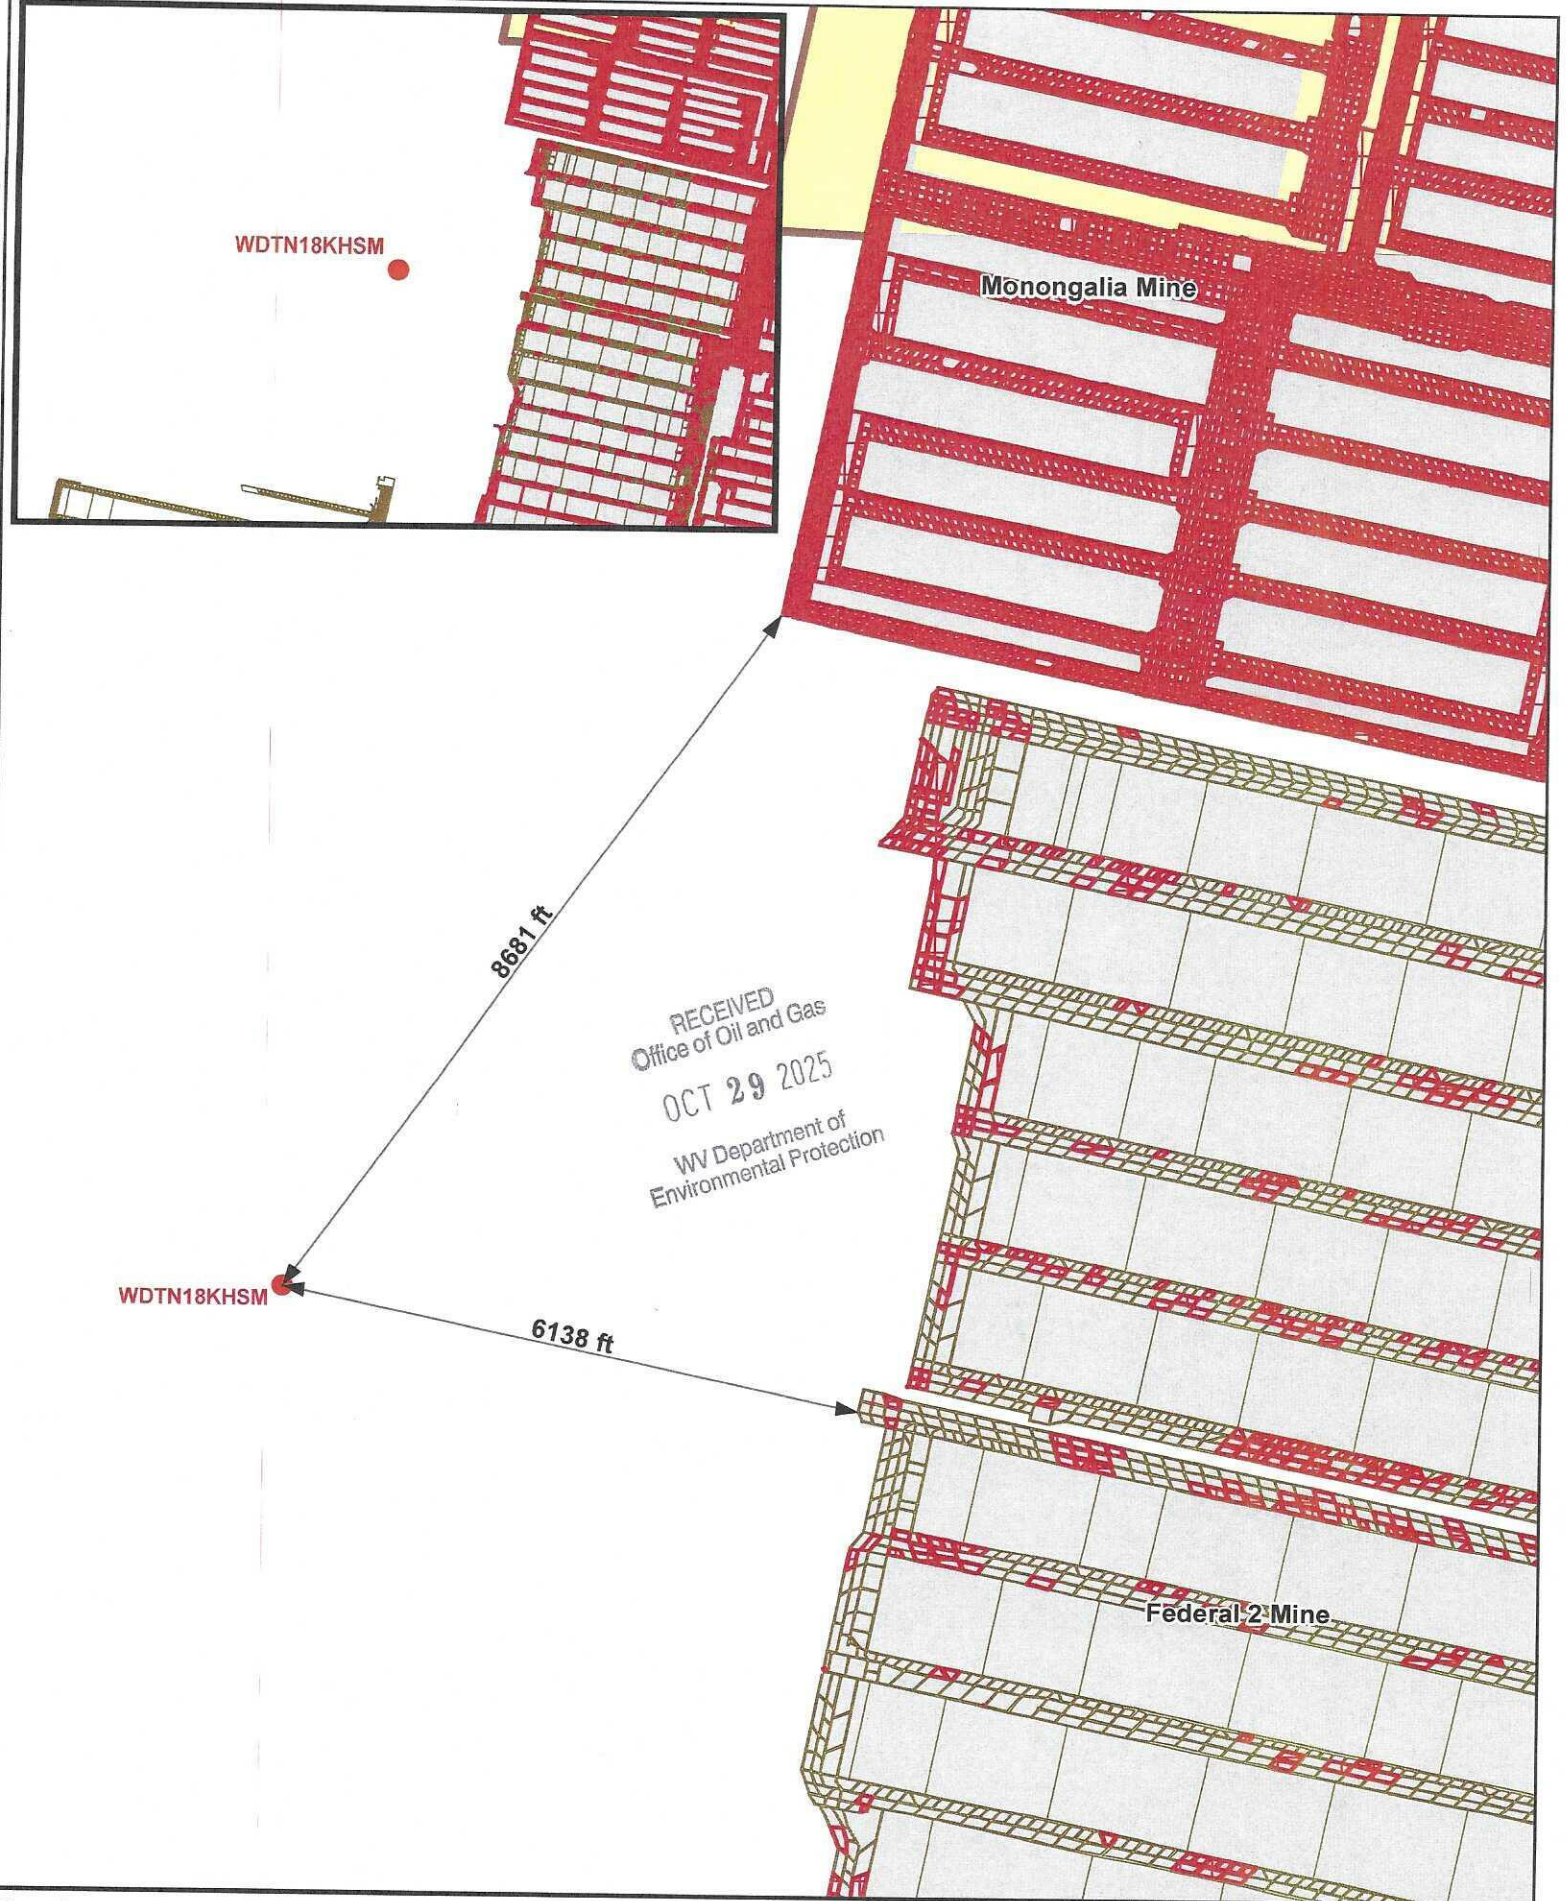 WDTN18KHSM
Monongalia Mine
8681 ft
RECEIVED
Office of Oil and Gas
OCT 29 2025
WV Department of
Environmental Protection
WDTN18KHSM
6138 ft
Federal 2 Mine